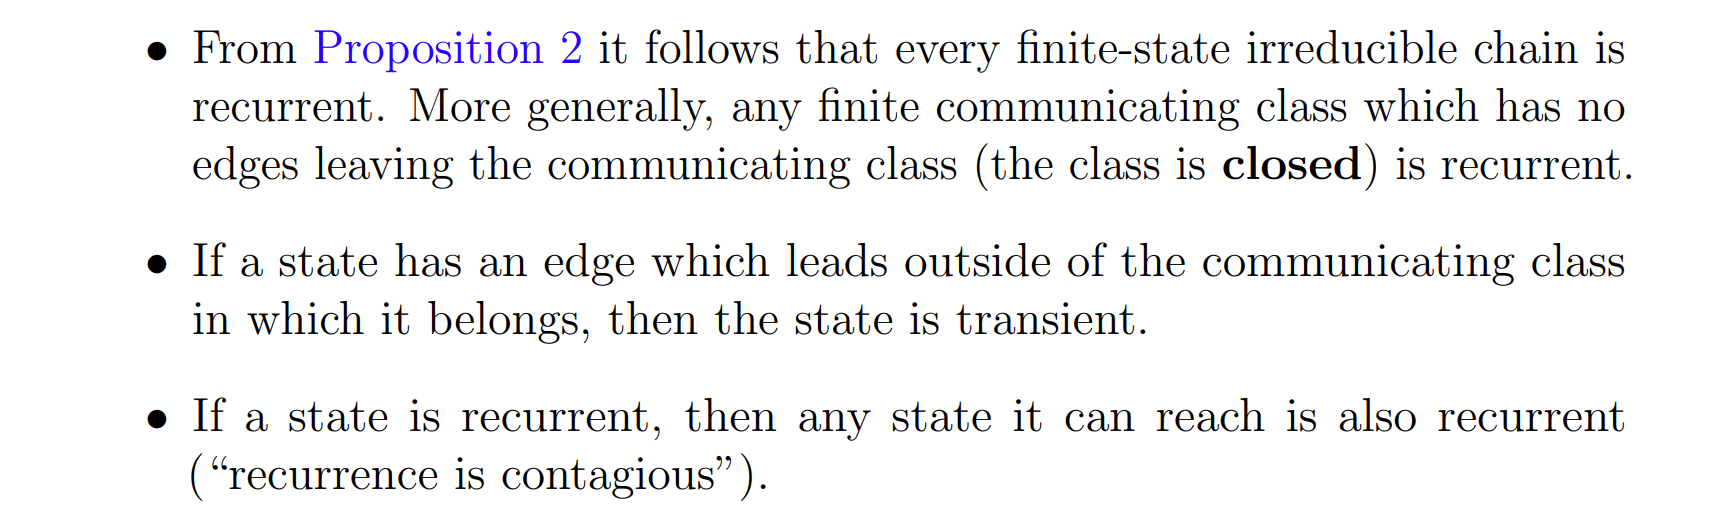 • From Proposition 2 it follows that every finite-state irreducible chain is
recurrent. More generally, any finite communicating class which has no
edges leaving the communicating class (the class is closed) is recurrent.
• If a state has an edge which leads outside of the communicating class
in which it belongs, then the state is transient.
• If a state is recurrent, then any state it can reach is also recurrent
(“recurrence is contagious”).